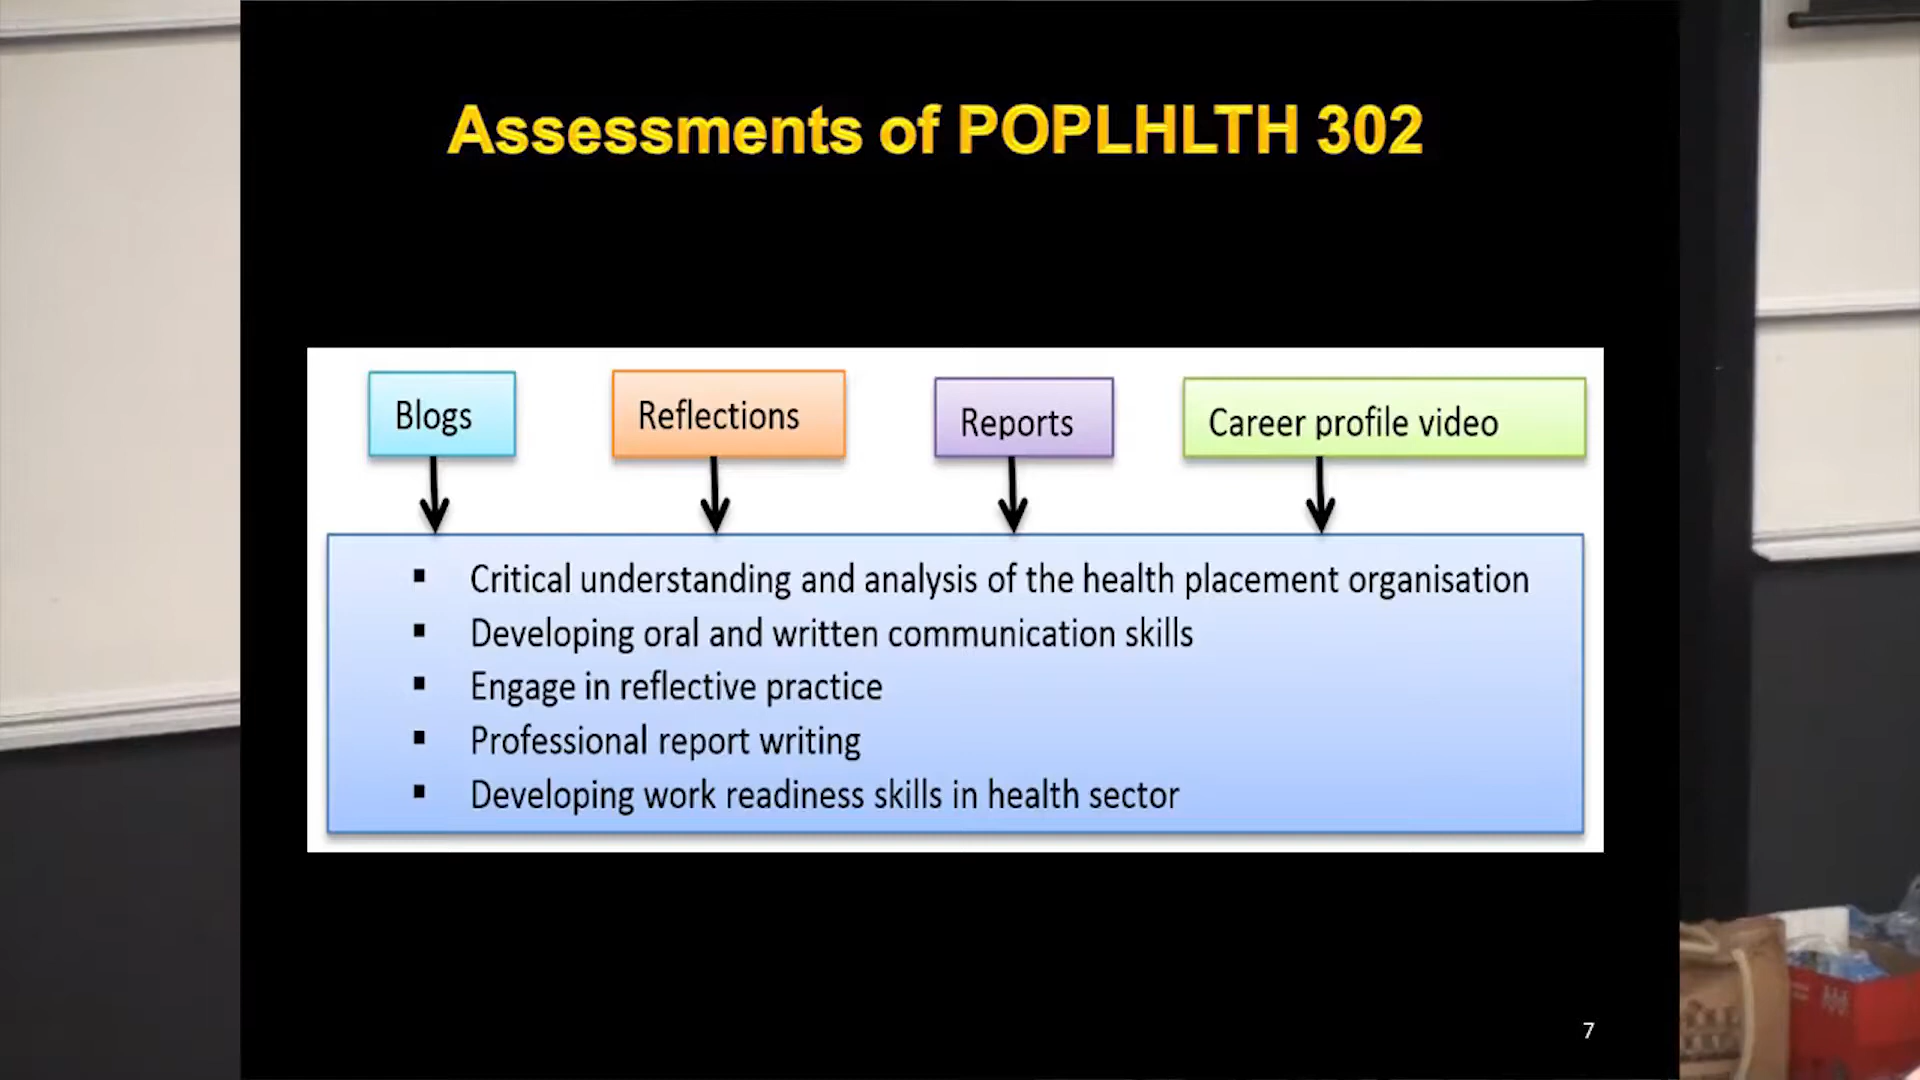 Assessments of POPLHLTH 302
Blogs
Reflections
Reports
Career profile video
▪ Critical understanding and analysis of the health placement organisation
▪ Developing oral and written communication skills
▪ Engage in reflective practice
▪ Professional report writing
▪ Developing work readiness skills in health sector
7